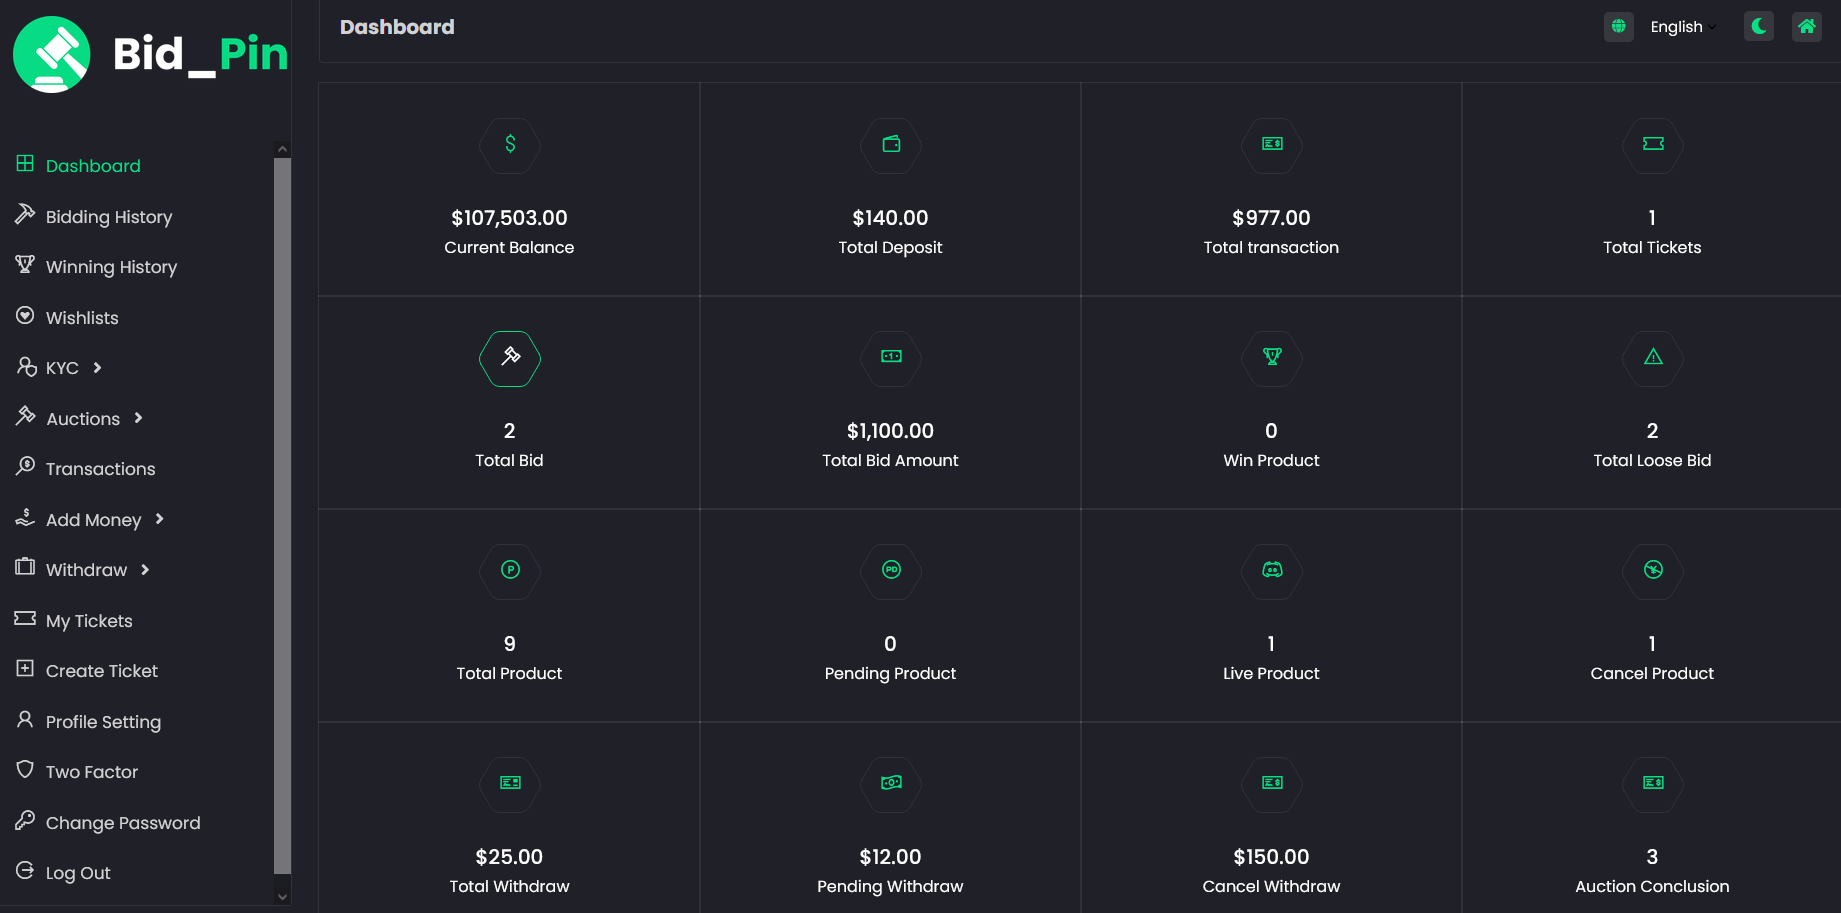 Bid_Pin
Dashboard
Bidding History
Winning History
Wishlists
KYC
Auctions
Transactions
Add Money
Withdraw
My Tickets
Create Ticket
Profile Setting
Two Factor
Change Password
Log Out
Dashboard
English
$107,503.00
Current Balance
$140.00
Total Deposit
$977.00
Total transaction
1
Total Tickets
2
Total Bid
$1,100.00
Total Bid Amount
0
Win Product
2
Total Loose Bid
9
Total Product
0
Pending Product
1
Live Product
1
Cancel Product
$25.00
Total Withdraw
$12.00
Pending Withdraw
$150.00
Cancel Withdraw
3
Auction Conclusion